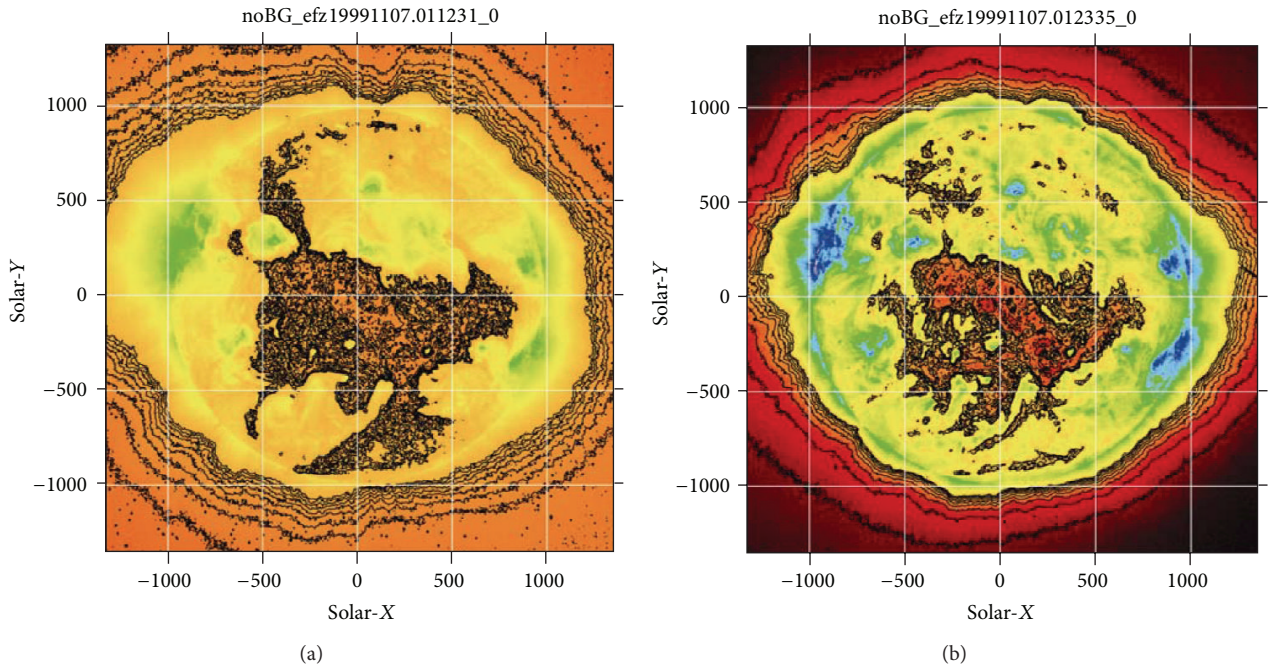 noBG_efz19991107.011231_0
1000
500
0
−500
−1000
Solar-Y
−1000 −500 0 500 1000
Solar-X
(a)
noBG_efz19991107.012335_0
1000
500
0
−500
−1000
Solar-Y
−1000 −500 0 500 1000
Solar-X
(b)